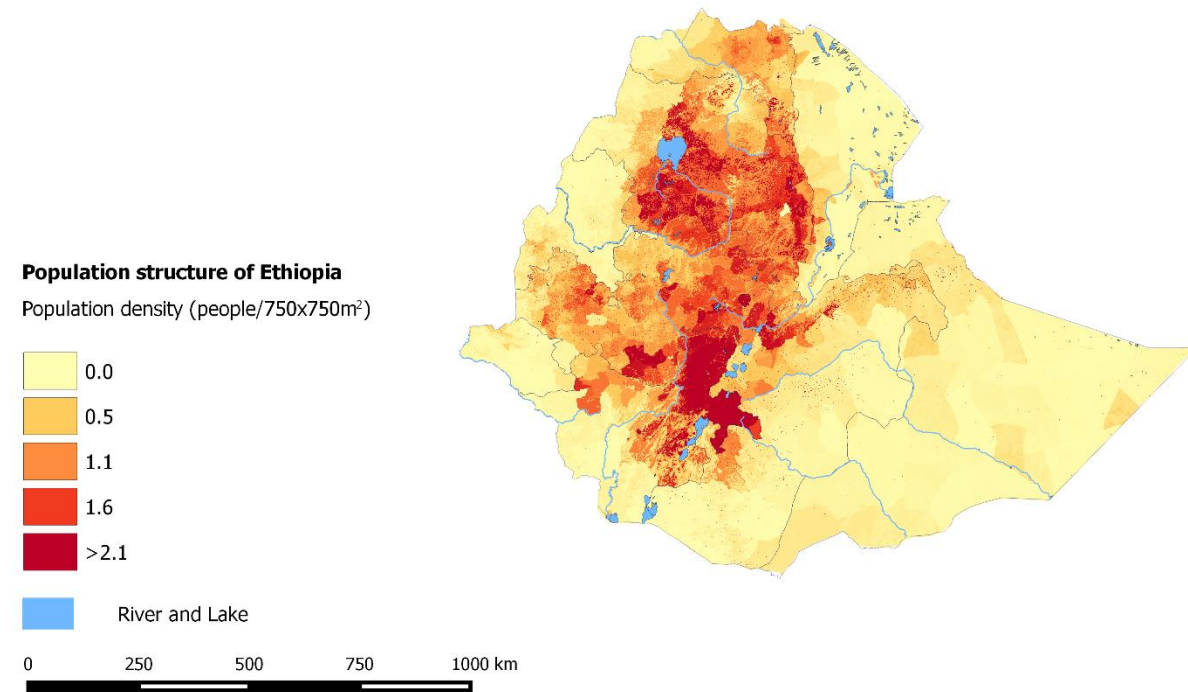 Population structure of Ethiopia
Population density (people/750x750m²)
0.0
0.5
1.1
1.6
>2.1
River and Lake
0 250 500 750 1000 km